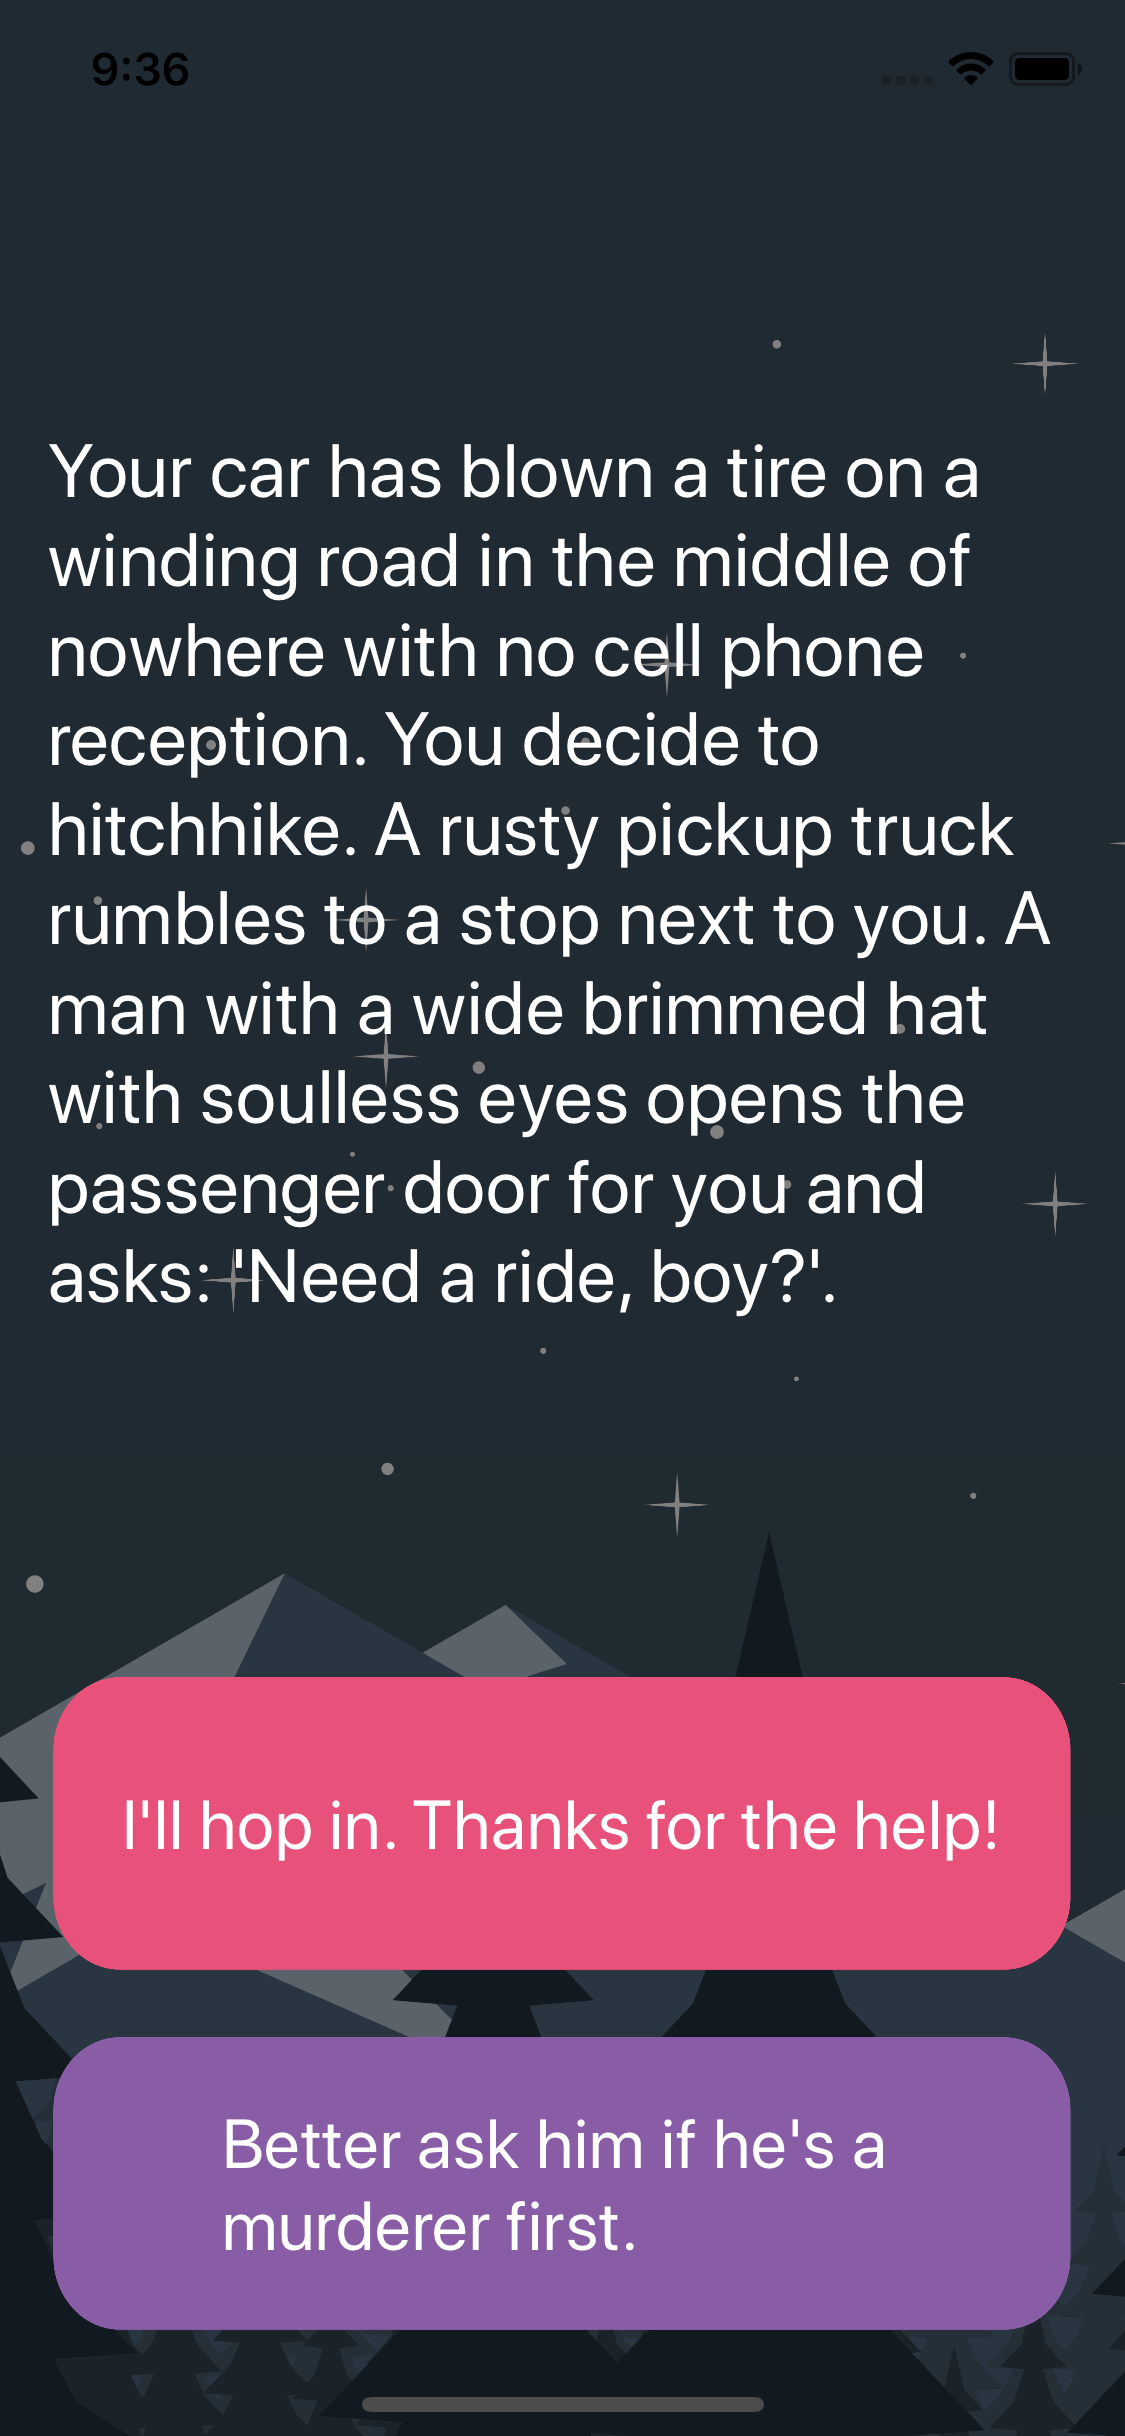 9:36
Your car has blown a tire on a
winding road in the middle of
nowhere with no cell phone
reception. You decide to
hitchhike. A rusty pickup truck
rumbles to a stop next to you. A
man with a wide brimmed hat
with soulless eyes opens the
passenger door for you and
asks: 'Need a ride, boy?'.
I'll hop in. Thanks for the help!
Better ask him if he's a
murderer first.